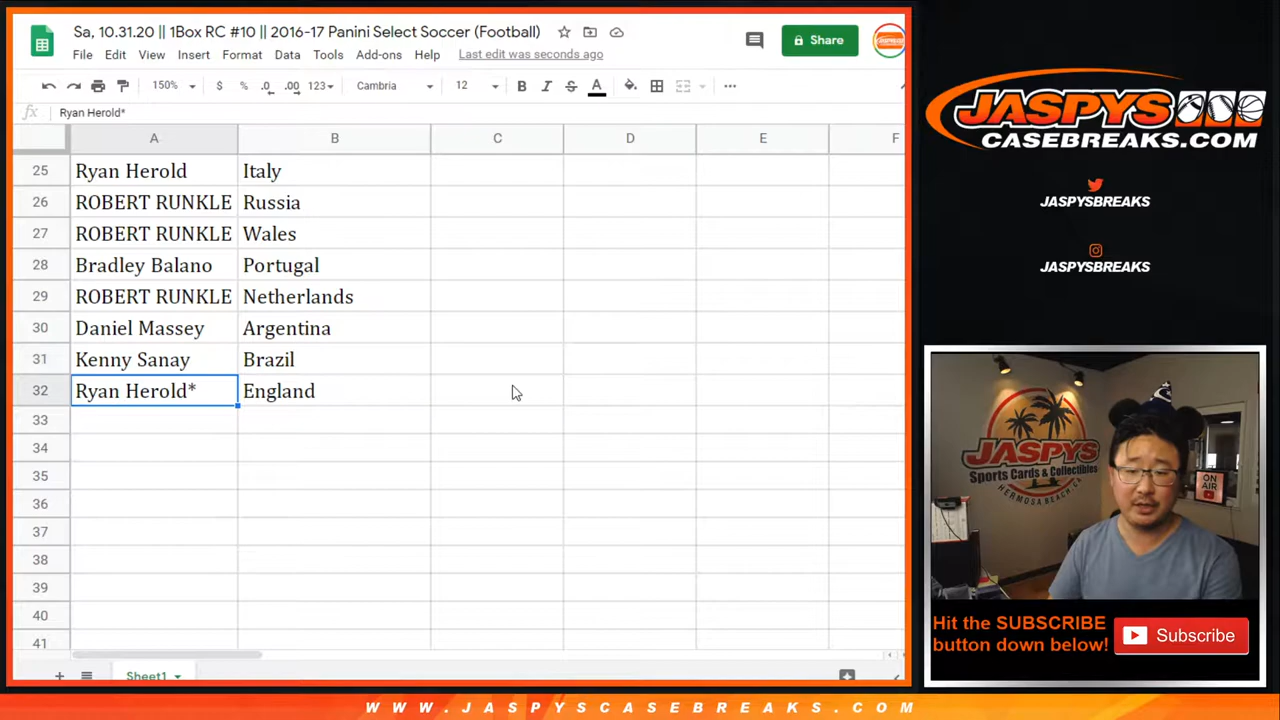 Sa, 10.31.20 || 1Box RC #10 || 2016-17 Panini Select Soccer (Football)
File Edit View Insert Format Data Tools Add-ons Help Last edit was seconds ago
Share
150% $ % .0 .00 123 Cambria 12 B I S A
fx Ryan Herold*
A B C D E F
25 Ryan Herold Italy
26 ROBERT RUNKLE Russia
27 ROBERT RUNKLE Wales
28 Bradley Balano Portugal
29 ROBERT RUNKLE Netherlands
30 Daniel Massey Argentina
31 Kenny Sanay Brazil
32 Ryan Herold* England
33
34
35
36
37
38
39
40
41
Sheet1
JASPYS
CASEBREAKS.COM
JASPYSBREAKS
JASPYSBREAKS
JASPYS
Sports Cards & Collectibles
HERMOSA BEACH, CA
ON
AIR
Hit the SUBSCRIBE
button down below!
Subscribe
WWW.JASPYSCASEBREAKS.COM